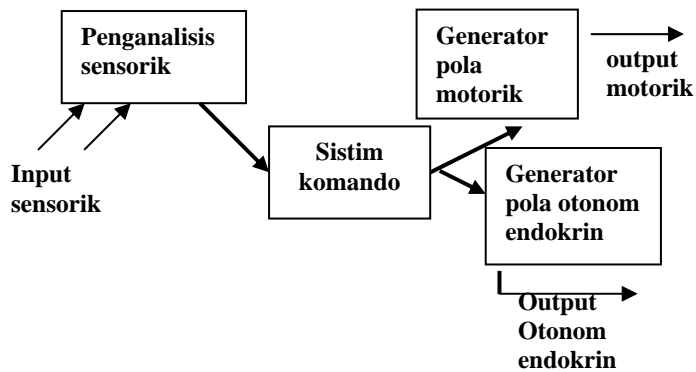 Penganalisis
sensorik
Generator
pola
motorik
output
motorik
Input
sensorik
Sistim
komando
Generator
pola otonom
endokrin
Output
Otonom
endokrin